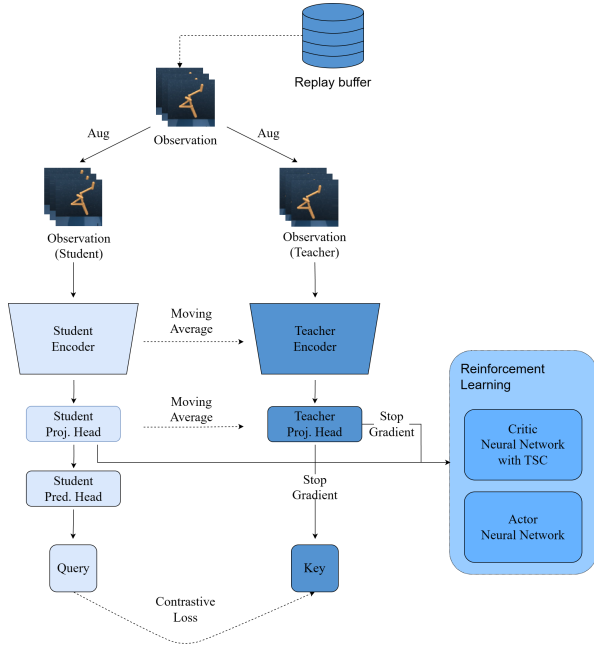 Replay buffer
Observation
Aug
Aug
Observation
(Student)
Observation
(Teacher)
Student
Encoder
Moving
Average
Teacher
Encoder
Student
Proj. Head
Moving
Average
Teacher
Proj. Head
Stop
Gradient
Student
Pred. Head
Stop
Gradient
Query
Key
Contrastive
Loss
Reinforcement
Learning
Critic
Neural Network
with TSC
Actor
Neural Network